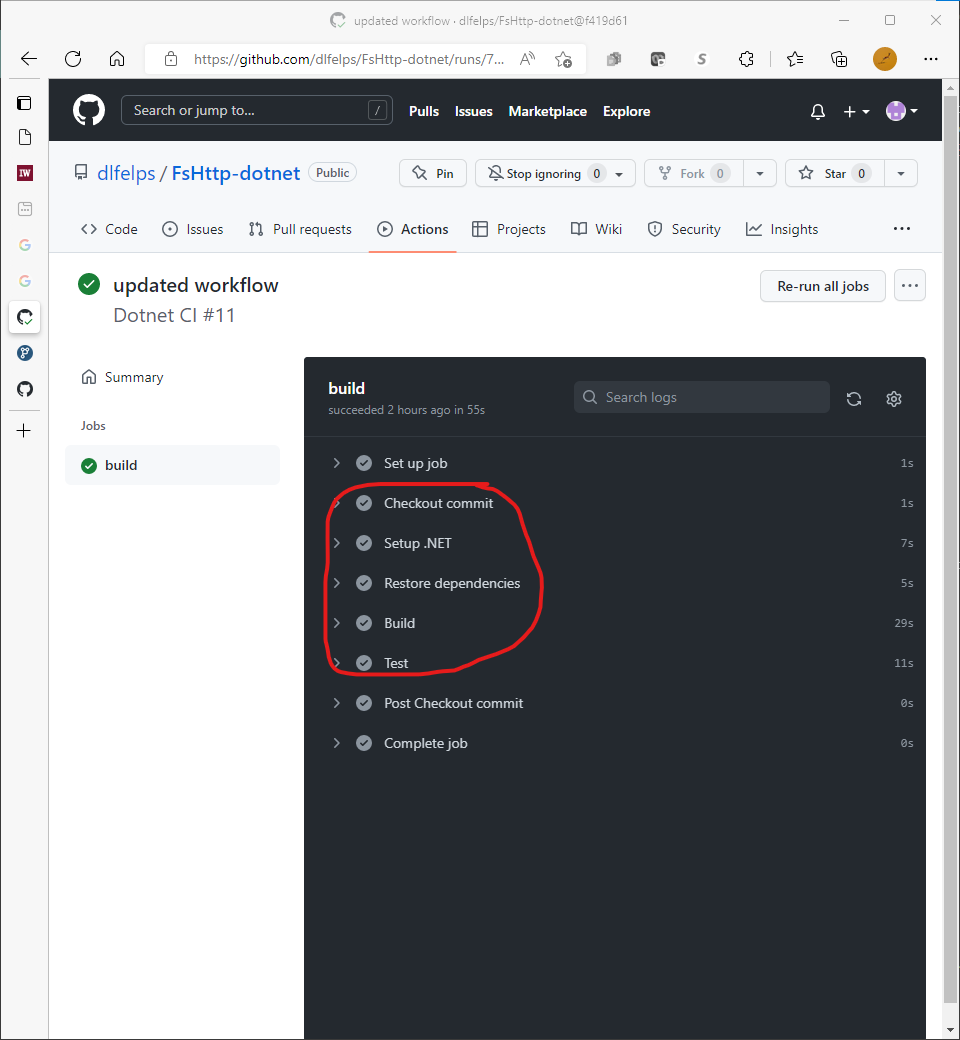 updated workflow · dlfelps/FsHttp-dotnet@f419d61
https://github.com/dlfelps/FsHttp-dotnet/runs/7...
Search or jump to... /
Pulls Issues Marketplace Explore
dlfelps / FsHttp-dotnet Public
Pin Stop ignoring 0 Fork 0 Star 0
Code Issues Pull requests Actions Projects Wiki Security Insights
updated workflow
Dotnet CI #11
Re-run all jobs
Summary
Jobs
build
build
succeeded 2 hours ago in 55s
Search logs
Set up job 1s
Checkout commit 1s
Setup .NET 7s
Restore dependencies 5s
Build 29s
Test 11s
Post Checkout commit 0s
Complete job 0s